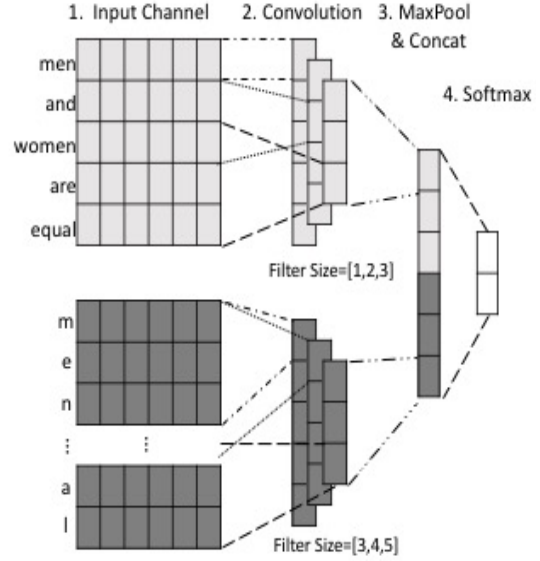 1. Input Channel
2. Convolution
3. MaxPool
& Concat
4. Softmax
men
and
women
are
equal
Filter Size=[1,2,3]
m
e
n
⋮ ⋮
a
l
Filter Size=[3,4,5]